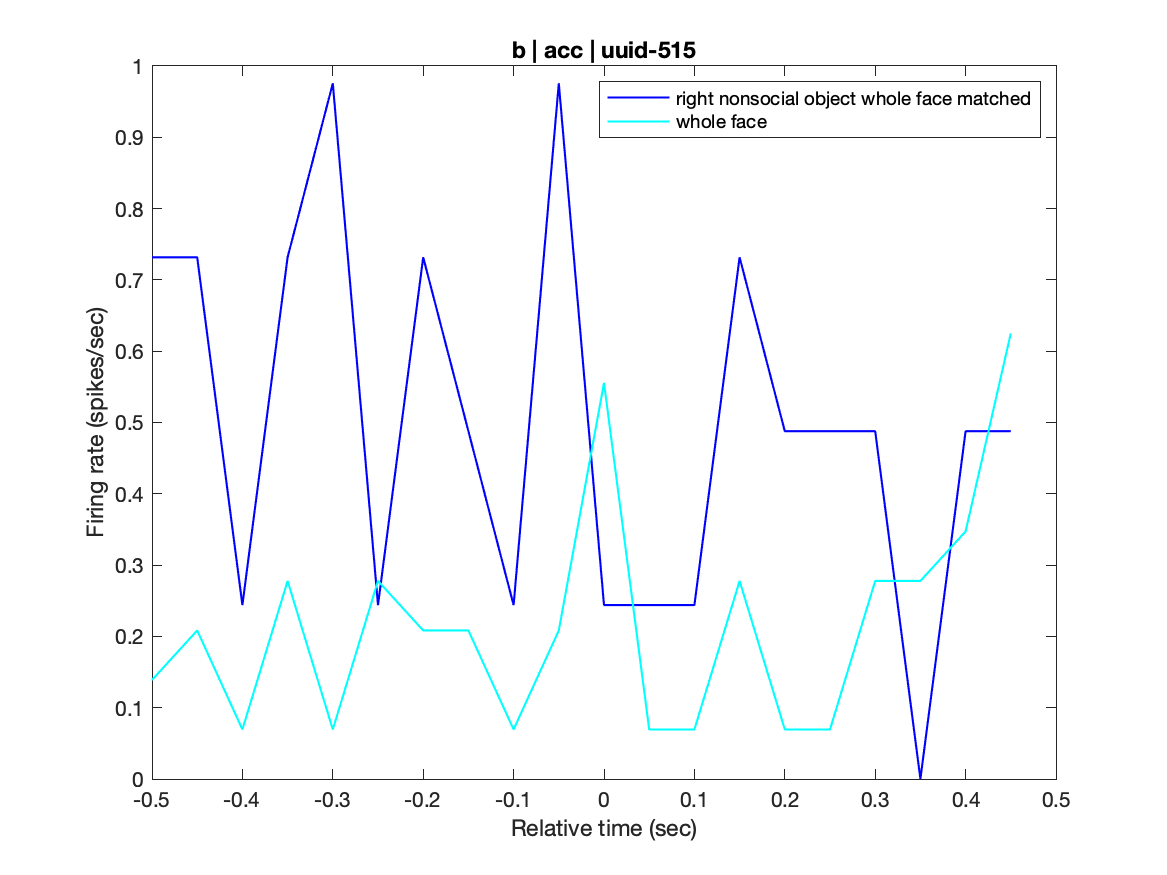 b | acc | uuid-515
right nonsocial object whole face matched
whole face
1
0.9
0.8
0.7
0.6
0.5
0.4
0.3
0.2
0.1
0
Firing rate (spikes/sec)
-0.5 -0.4 -0.3 -0.2 -0.1 0 0.1 0.2 0.3 0.4 0.5
Relative time (sec)